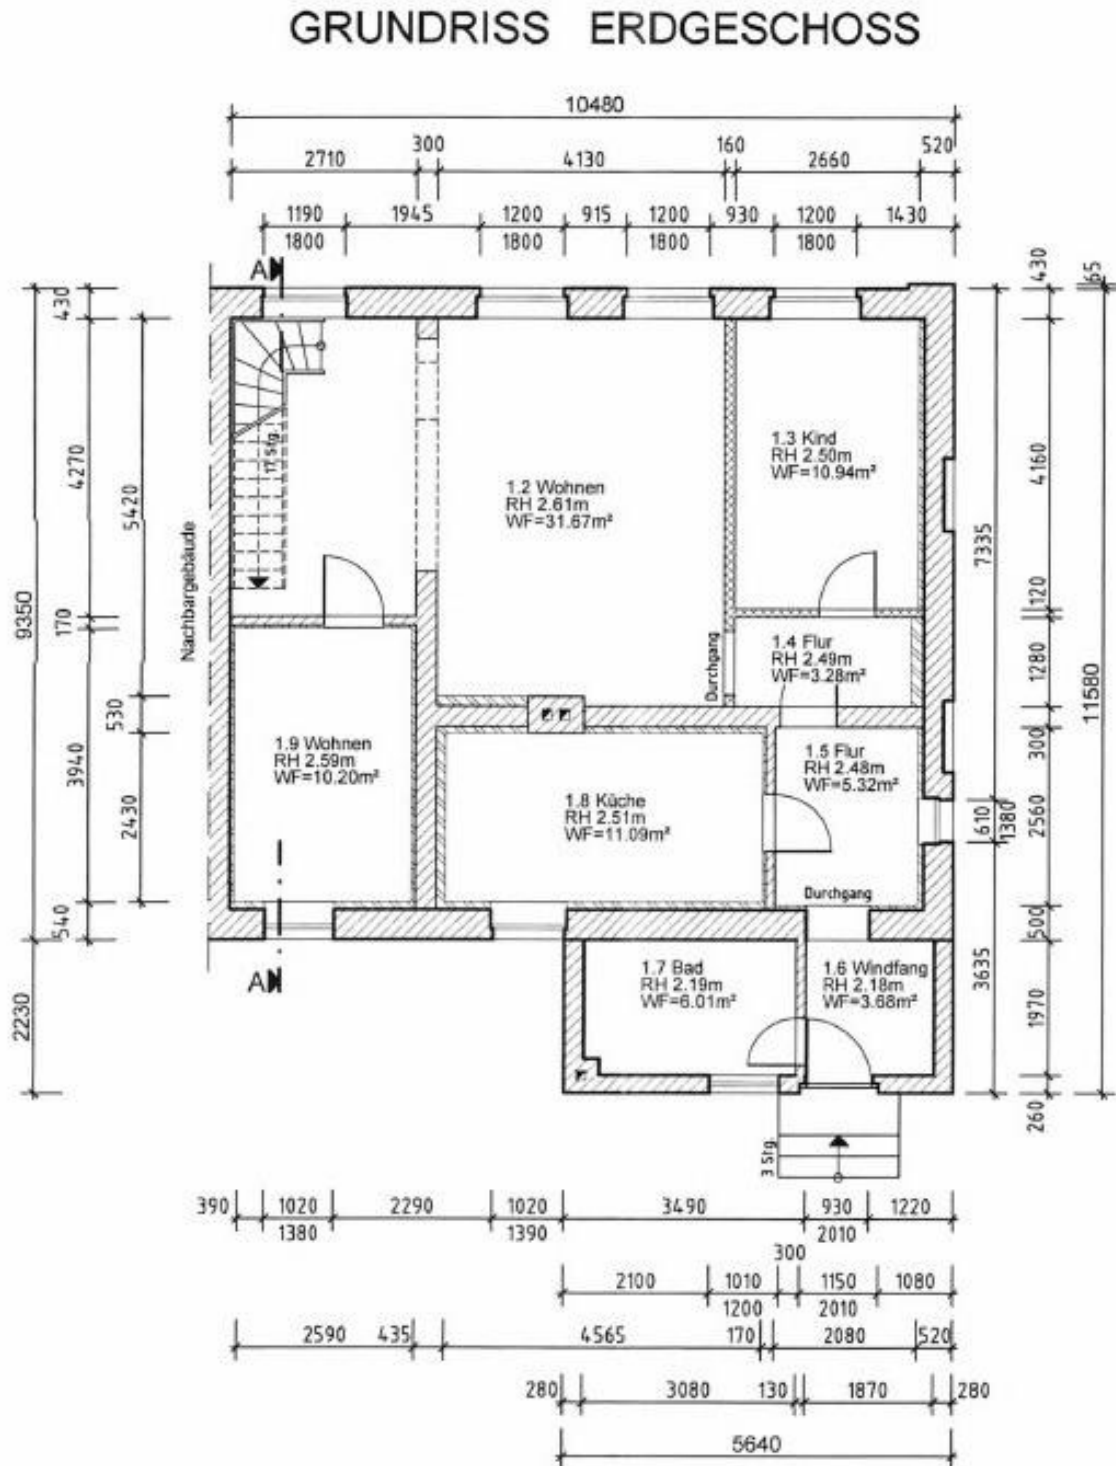 GRUNDRISS ERDGESCHOSS
10480
300
160
520
2710
4130
2660
1190
1945
1200
915
1200
930
1200
1430
1800
1800
1800
1800
A
430
65
430
4270
5420
170
530
3940
2430
540
9350
2230
Nachbargebäude
17 Stg.
1.2 Wohnen
RH 2.61m
WF=31.67m²
1.3 Kind
RH 2.50m
WF=10.94m²
Durchgang
1.4 Flur
RH 2.49m
WF=3.28m²
1.9 Wohnen
RH 2.59m
WF=10.20m²
1.8 Küche
RH 2.51m
WF=11.09m²
1.5 Flur
RH 2.48m
WF=5.32m²
Durchgang
1.7 Bad
RH 2.19m
WF=6.01m²
1.6 Windfang
RH 2.18m
WF=3.68m²
A
3 Stg.
7335
610
1380
3635
4160
120
1280
300
2560
500
1970
260
11580
390
1020
2290
1020
3490
930
1220
1380
1390
2010
300
2100
1010
1150
1080
1200
2010
2590
435
4565
170
2080
520
280
3080
130
1870
280
5640